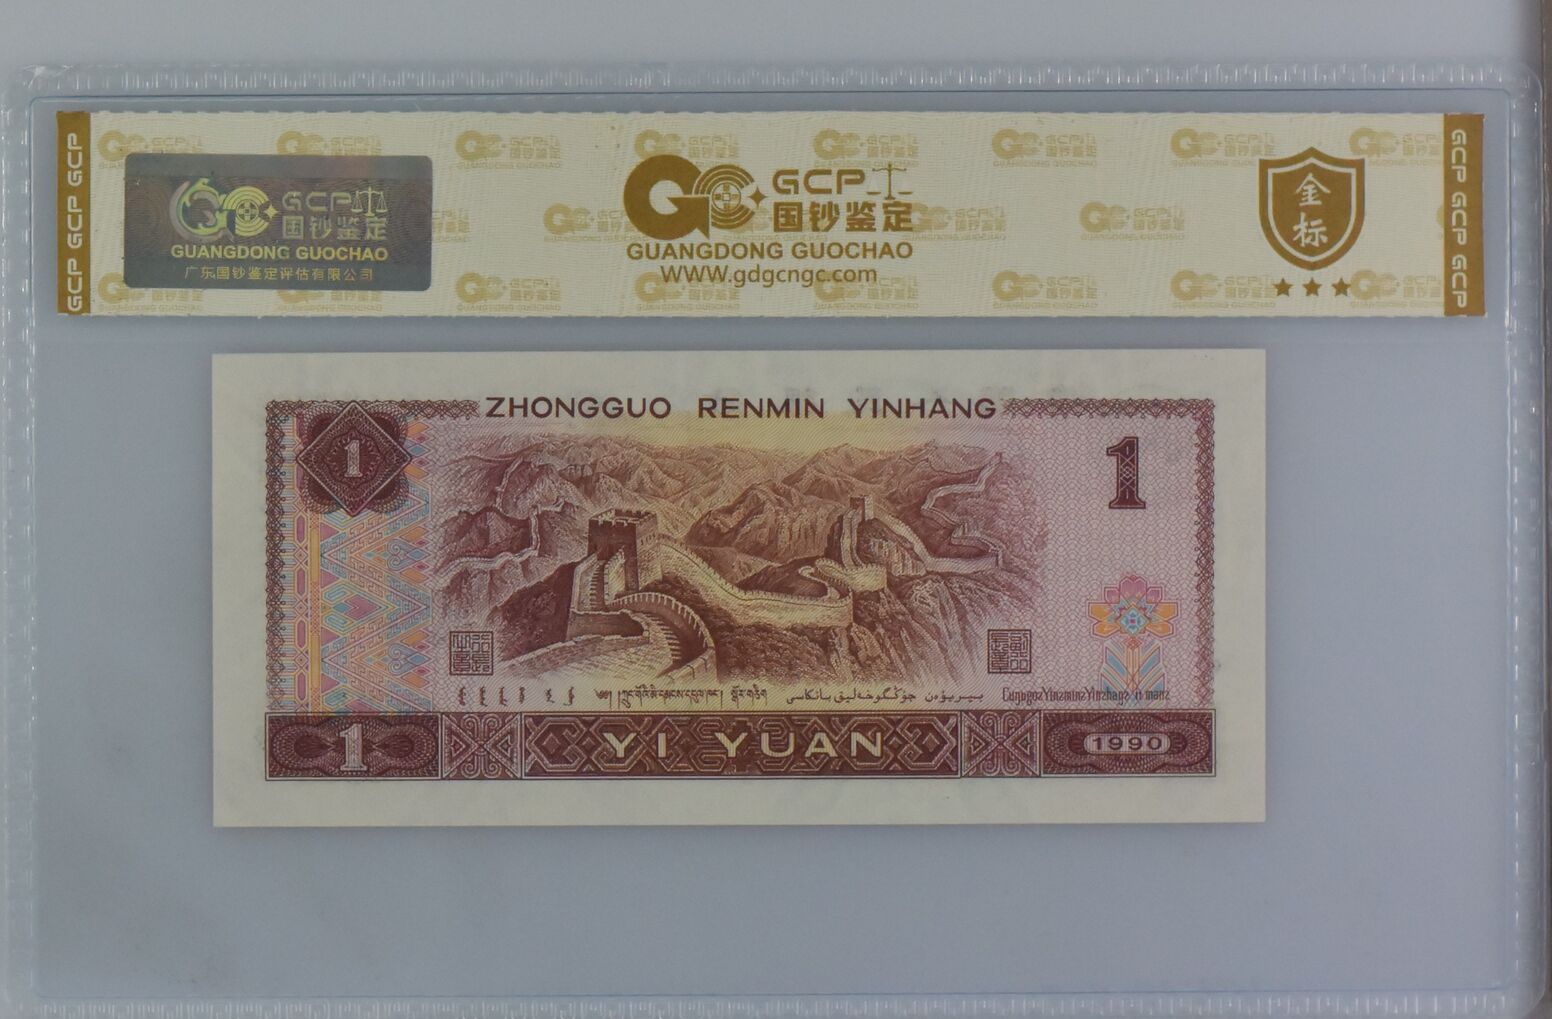 GCP GCP GCP
GCP
国钞鉴定
GUANGDONG GUOCHAO
广东国钞鉴定评估有限公司
GCP
国钞鉴定
GUANGDONG GUOCHAO
WWW.gdgcngc.com
金标
GCP GCP GCP
ZHONGGUO RENMIN YINHANG
1
1
1
YI YUAN
1990